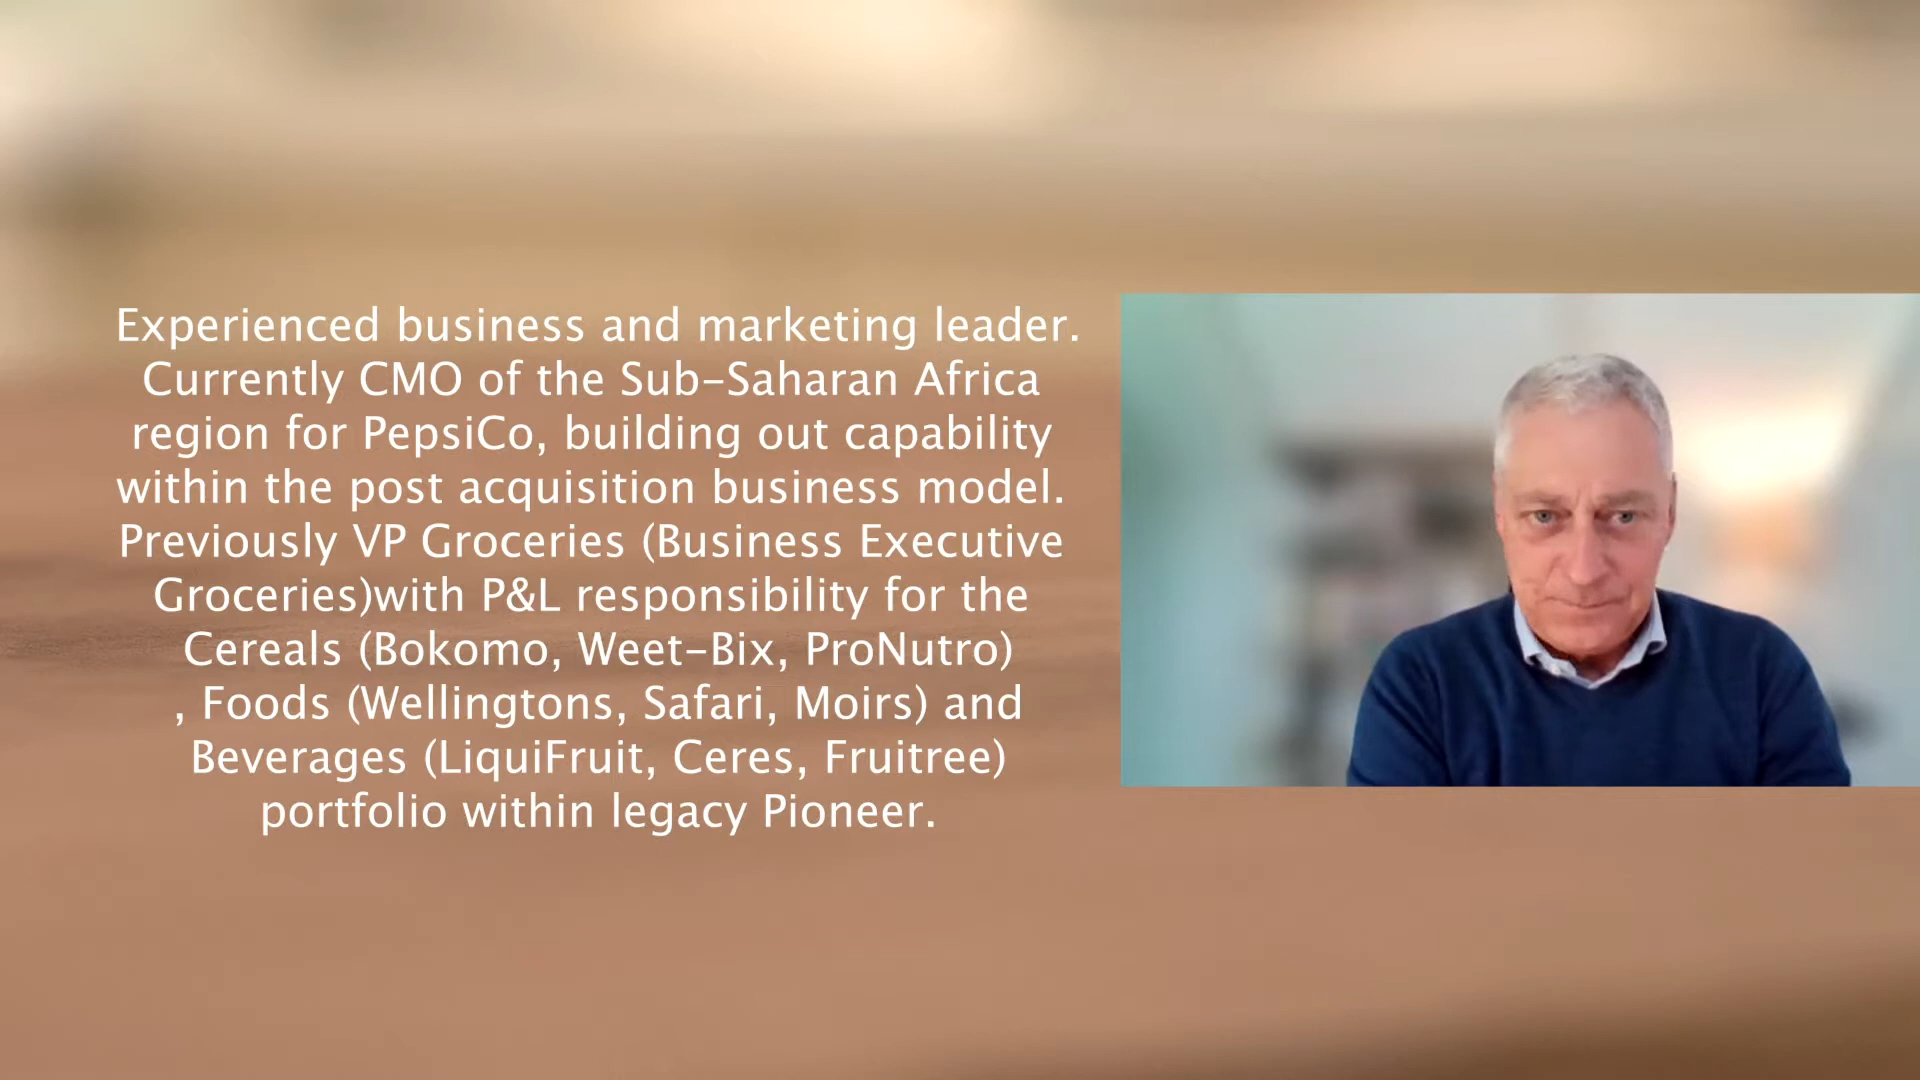 Experienced business and marketing leader.
Currently CMO of the Sub-Saharan Africa
region for PepsiCo, building out capability
within the post acquisition business model.
Previously VP Groceries (Business Executive
Groceries)with P&L responsibility for the
Cereals (Bokomo, Weet-Bix, ProNutro)
, Foods (Wellingtons, Safari, Moirs) and
Beverages (LiquiFruit, Ceres, Fruitree)
portfolio within legacy Pioneer.